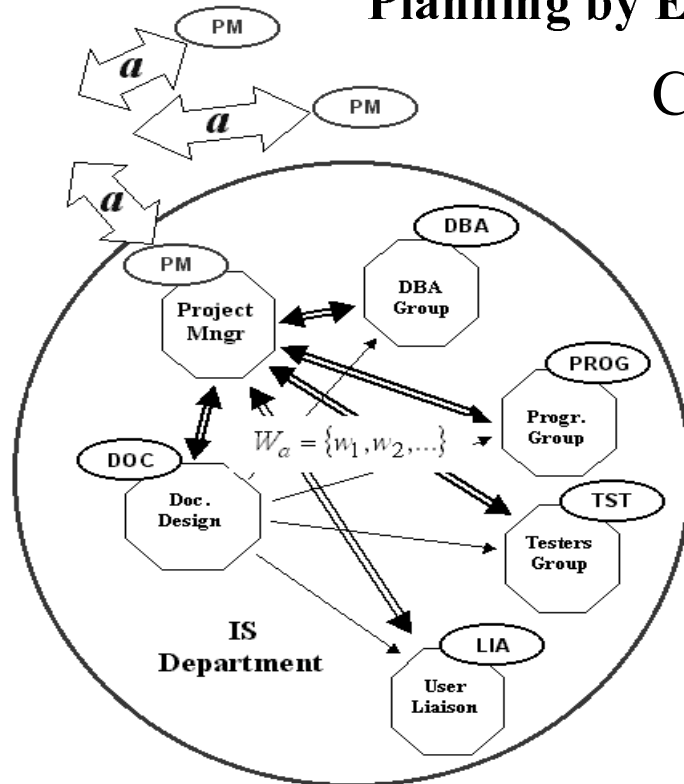 Planning by E
C
PM
a
PM
a
a
PM
Project
Mngr
DBA
DBA
Group
PROG
Progr.
Group
W_a = {w_1, w_2, ...}
DOC
Doc.
Design
TST
Testers
Group
IS
Department
LIA
User
Liaison